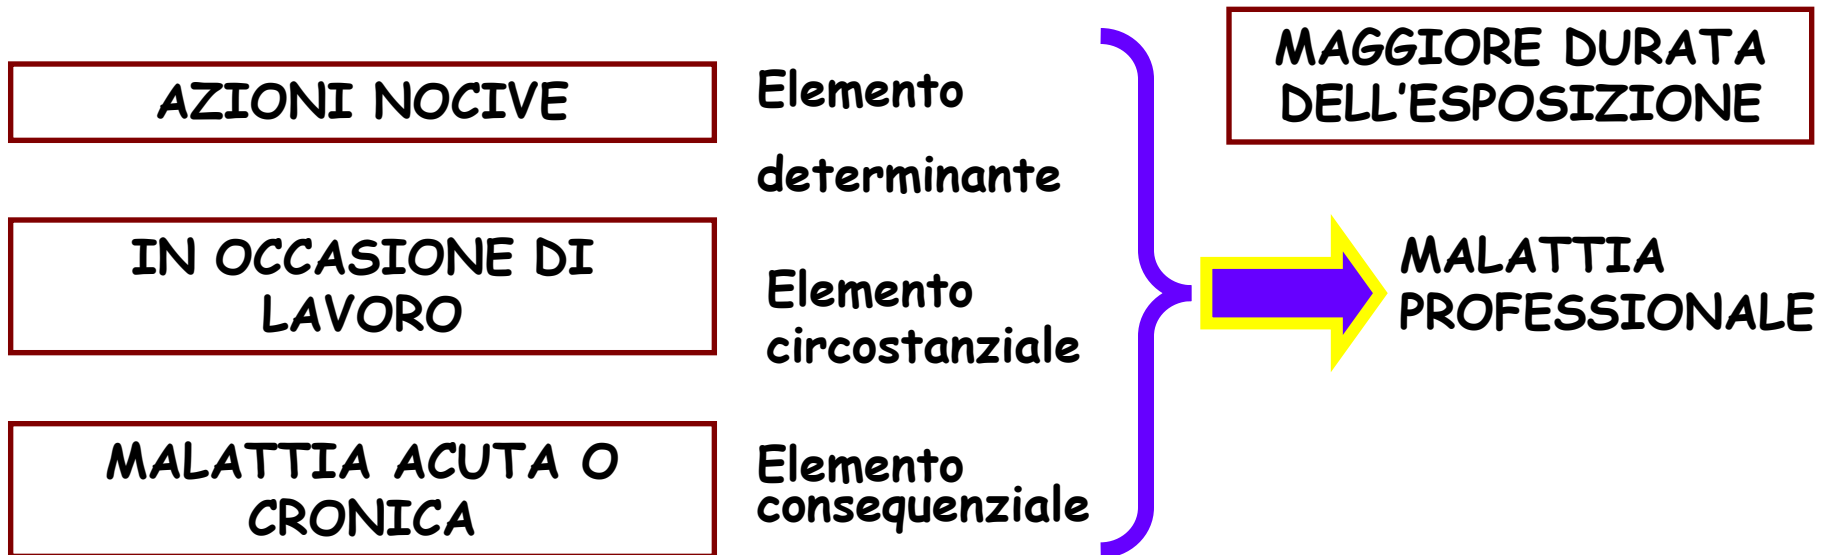 AZIONI NOCIVE
Elemento
determinante
IN OCCASIONE DI
LAVORO
Elemento
circostanziale
MALATTIA ACUTA O
CRONICA
Elemento
consequenziale
MAGGIORE DURATA
DELL'ESPOSIZIONE
MALATTIA
PROFESSIONALE